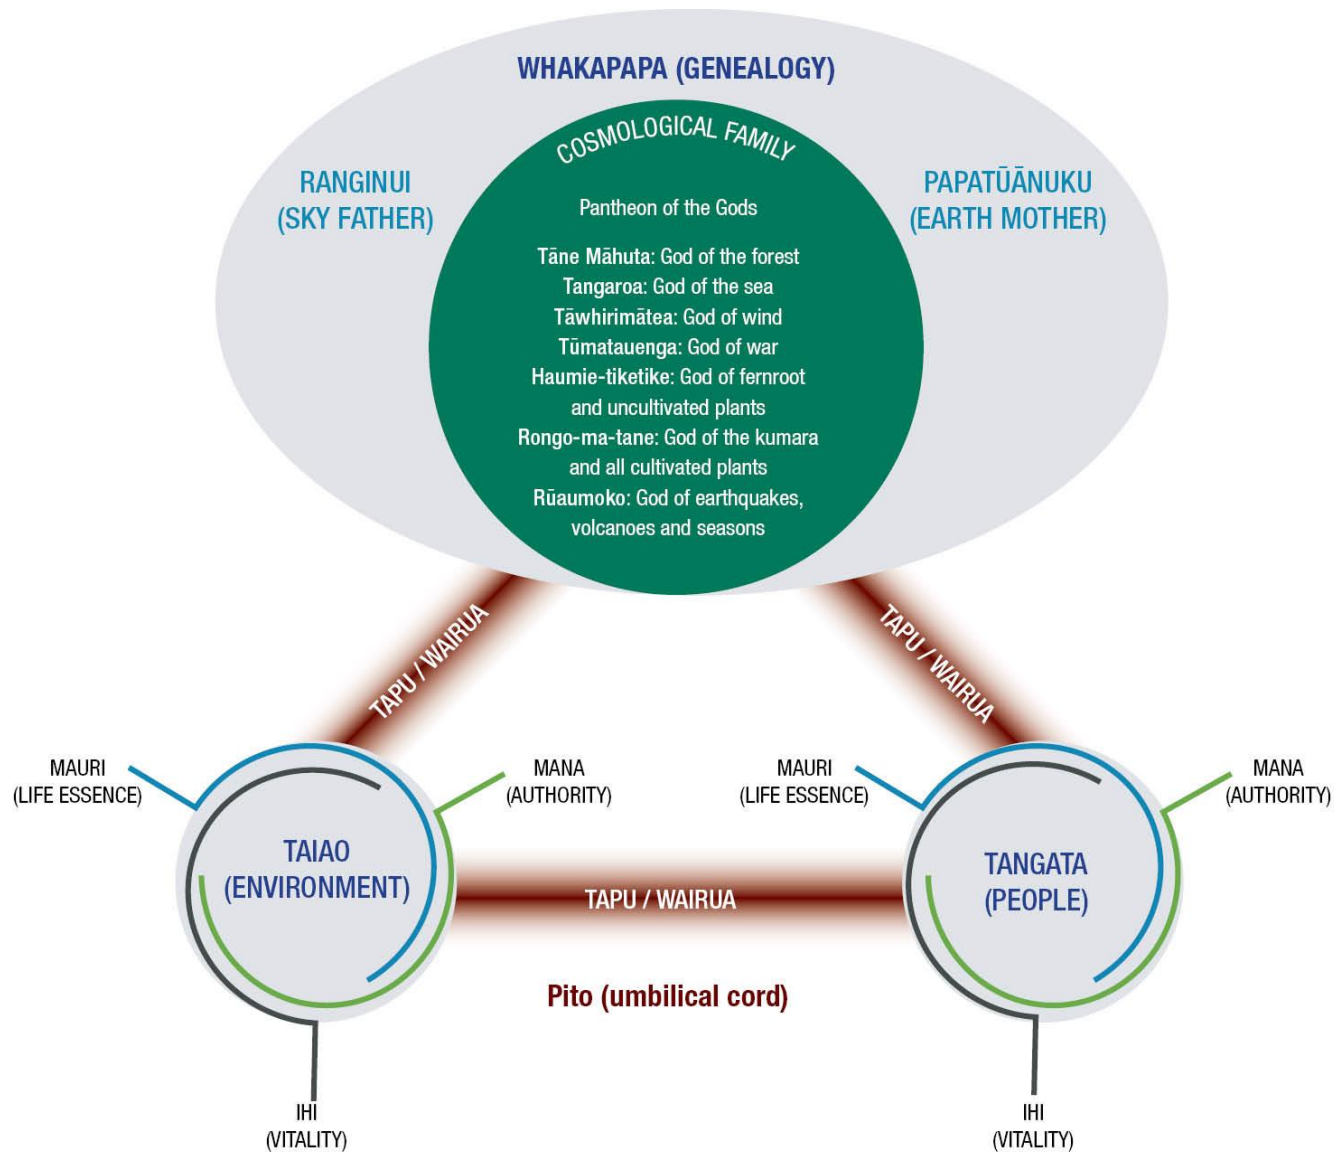 WHAKAPAPA (GENEALOGY)
COSMOLOGICAL FAMILY
RANGINUI
(SKY FATHER)
PAPATŪĀNUKU
(EARTH MOTHER)
Pantheon of the Gods
Tāne Māhuta: God of the forest
Tangaroa: God of the sea
Tāwhirimātea: God of wind
Tūmatauenga: God of war
Haumie-tiketike: God of fernroot
and uncultivated plants
Rongo-ma-tane: God of the kumara
and all cultivated plants
Rūaumoko: God of earthquakes,
volcanoes and seasons
TAPU / WAIRUA
TAPU / WAIRUA
MAURI
(LIFE ESSENCE)
MANA
(AUTHORITY)
MAURI
(LIFE ESSENCE)
MANA
(AUTHORITY)
TAIAO
(ENVIRONMENT)
TAPU / WAIRUA
TANGATA
(PEOPLE)
Pito (umbilical cord)
IHI
(VITALITY)
IHI
(VITALITY)